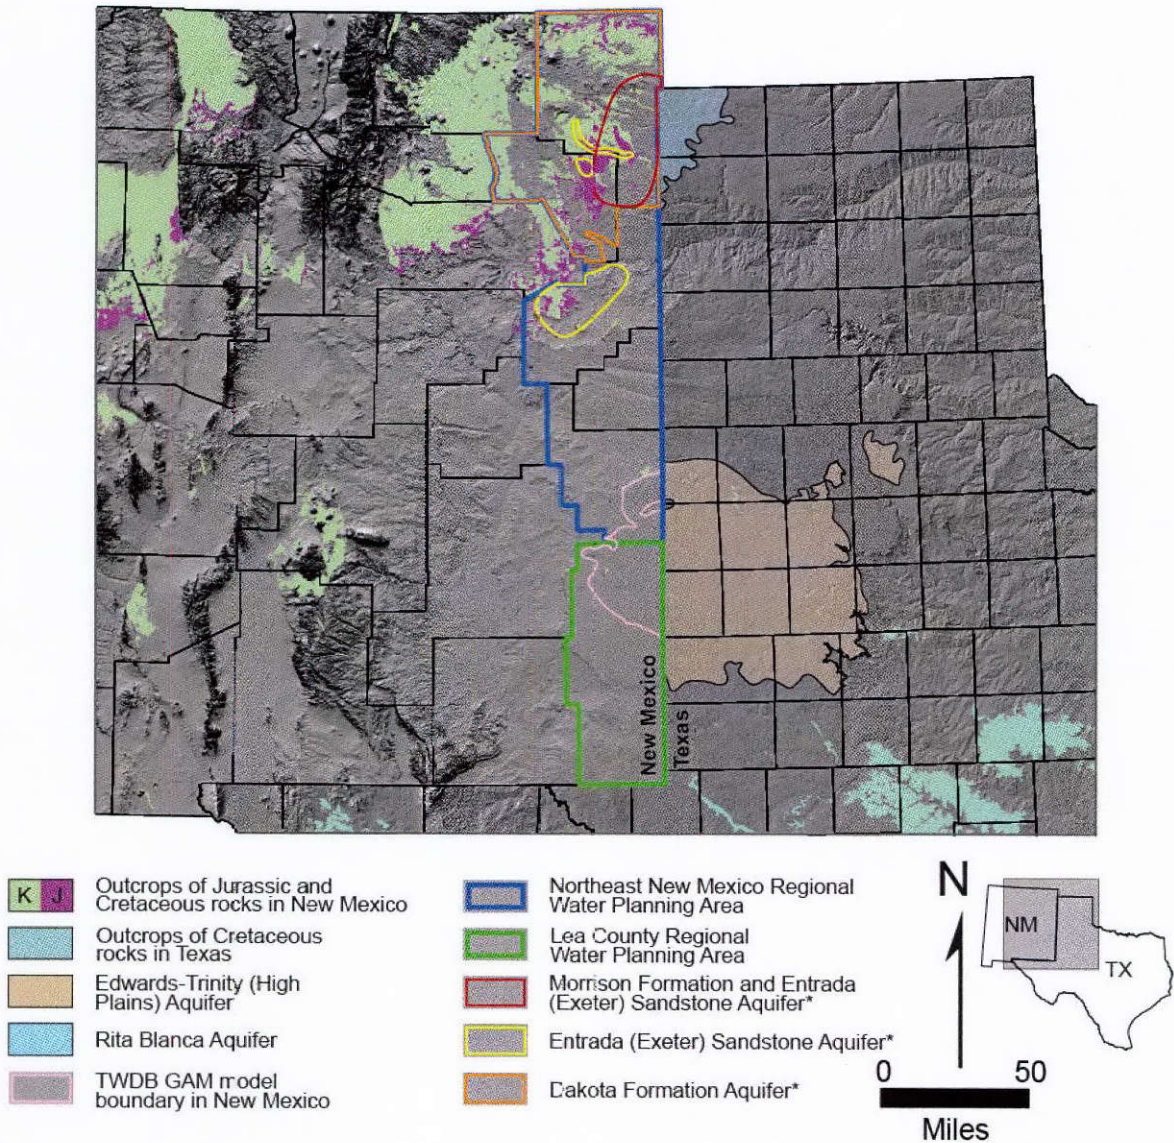 New Mexico
Texas
K J
Outcrops of Jurassic and
Cretaceous rocks in New Mexico
Outcrops of Cretaceous
rocks in Texas
Edwards-Trinity (High
Plains) Aquifer
Rita Blanca Aquifer
TWDB GAM model
boundary in New Mexico
Northeast New Mexico Regional
Water Planning Area
Lea County Regional
Water Planning Area
Morrison Formation and Entrada
(Exeter) Sandstone Aquifer*
Entrada (Exeter) Sandstone Aquifer*
Dakota Formation Aquifer*
N
NM
TX
0 50
Miles